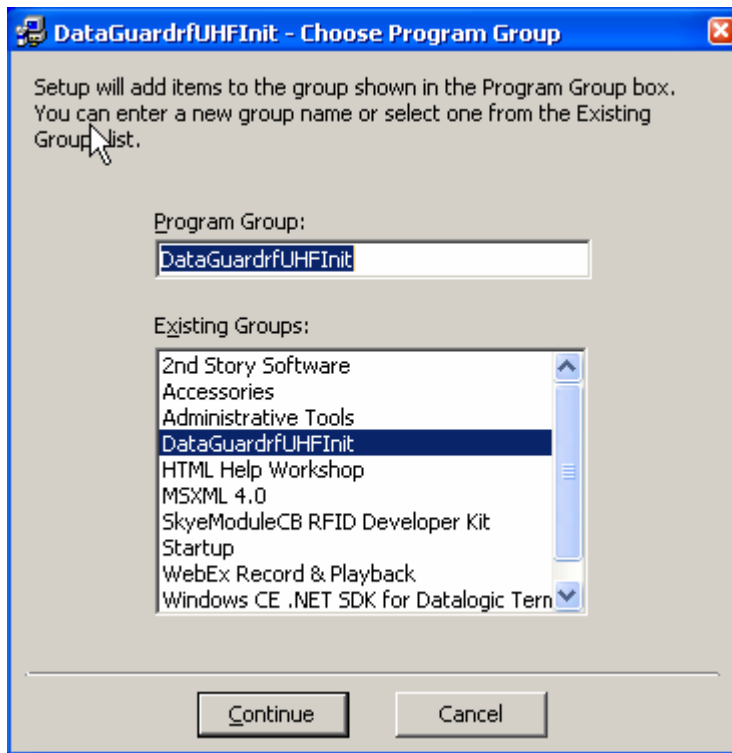 DataGuardrfUHFInit - Choose Program Group
Setup will add items to the group shown in the Program Group box.
You can enter a new group name or select one from the Existing
Group list.
Program Group:
DataGuardrfUHFInit
Existing Groups:
2nd Story Software
Accessories
Administrative Tools
DataGuardrfUHFInit
HTML Help Workshop
MSXML 4.0
SkyeModuleCB RFID Developer Kit
Startup
WebEx Record & Playback
Windows CE .NET SDK for Datalogic Tern
Continue
Cancel